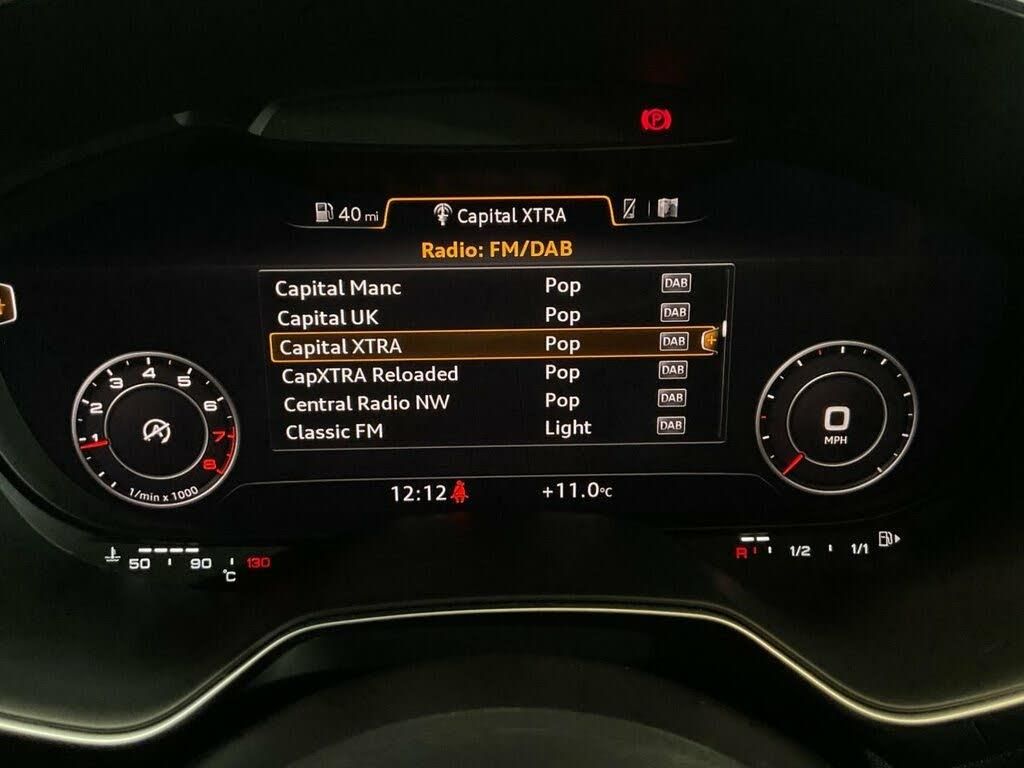 P
40 mi Capital XTRA
Radio: FM/DAB
Capital Manc Pop DAB
Capital UK Pop DAB
Capital XTRA Pop DAB +
CapXTRA Reloaded Pop DAB
Central Radio NW Pop DAB
Classic FM Light DAB
1 2 3 4 5 6 7 8
A
1/min x 1000
0
MPH
12:12 +11.0°C
50 90 130
°C
R 1/2 1/1